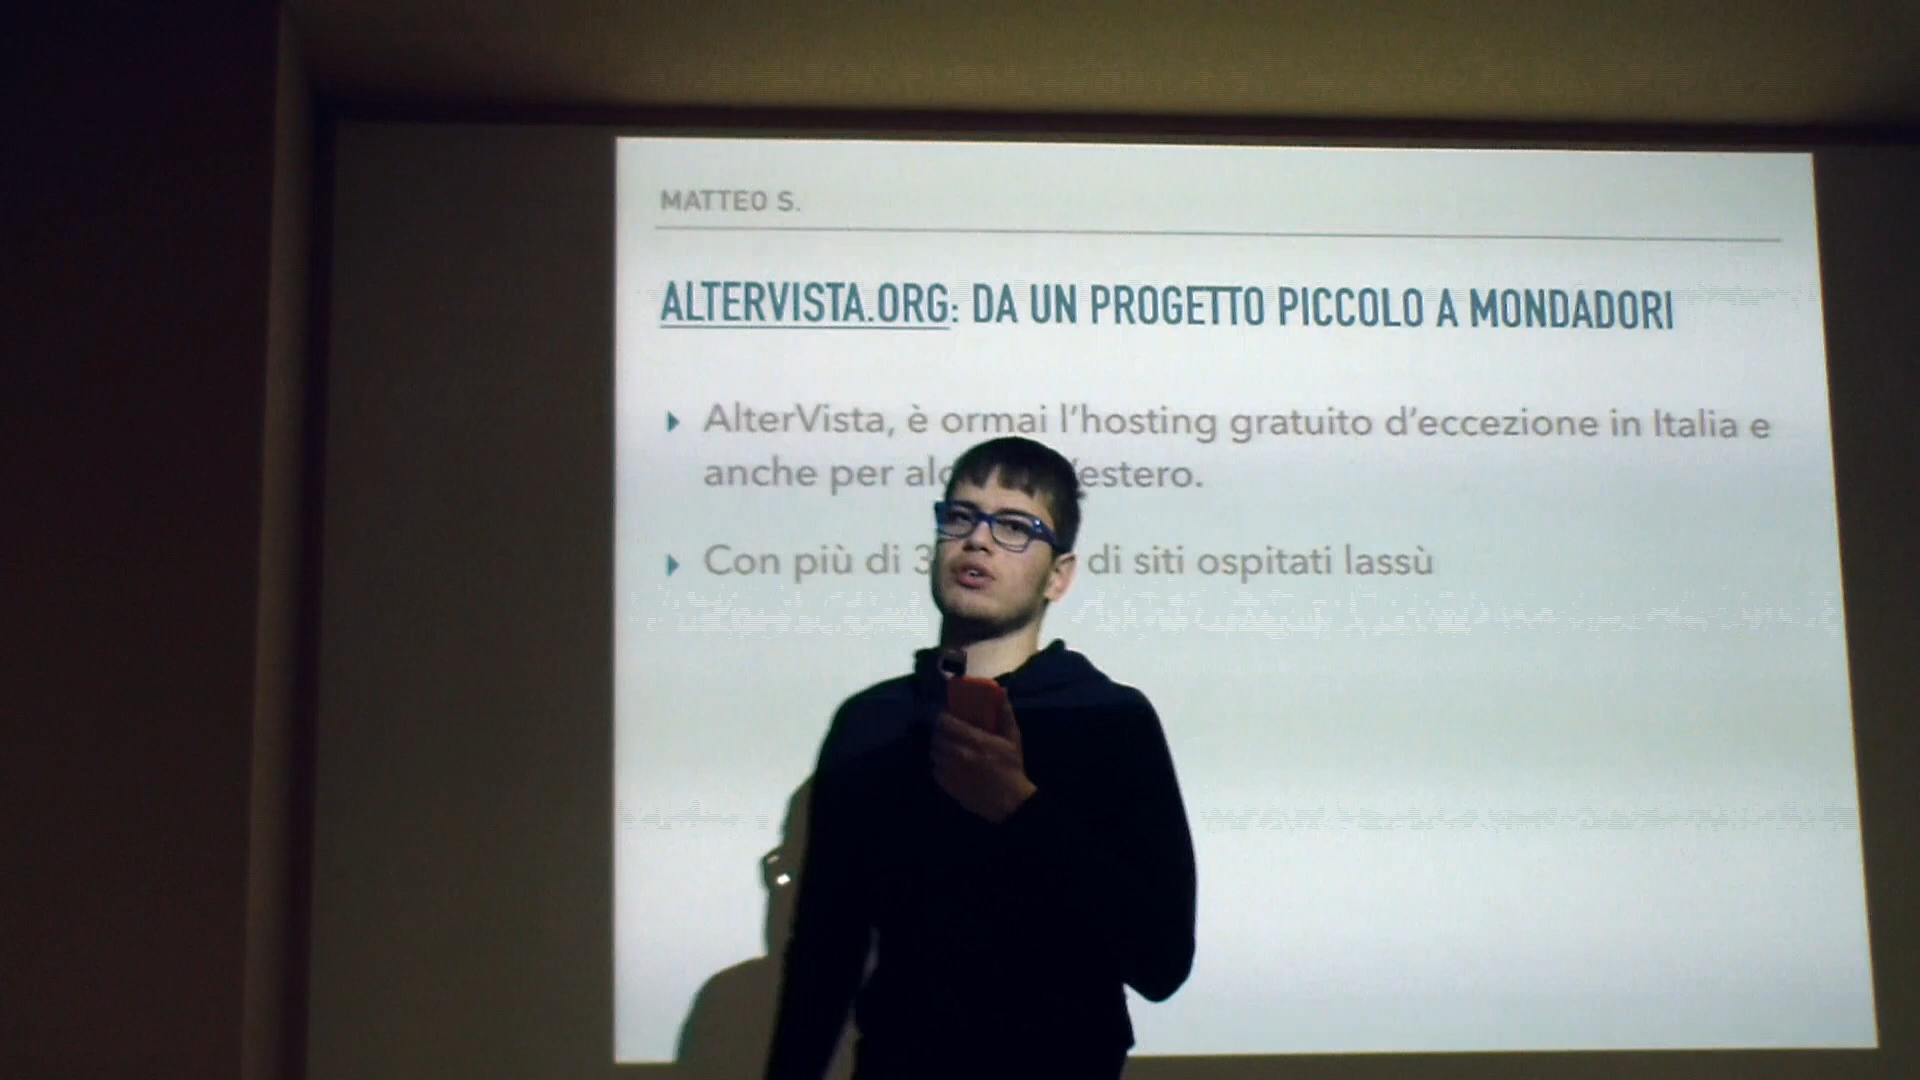 MATTEO S.
ALTERVISTA.ORG: DA UN PROGETTO PICCOLO A MONDADORI
AlterVista, è ormai l’hosting gratuito d’eccezione in Italia e
anche per estero.
Con più di di siti ospitati lassù